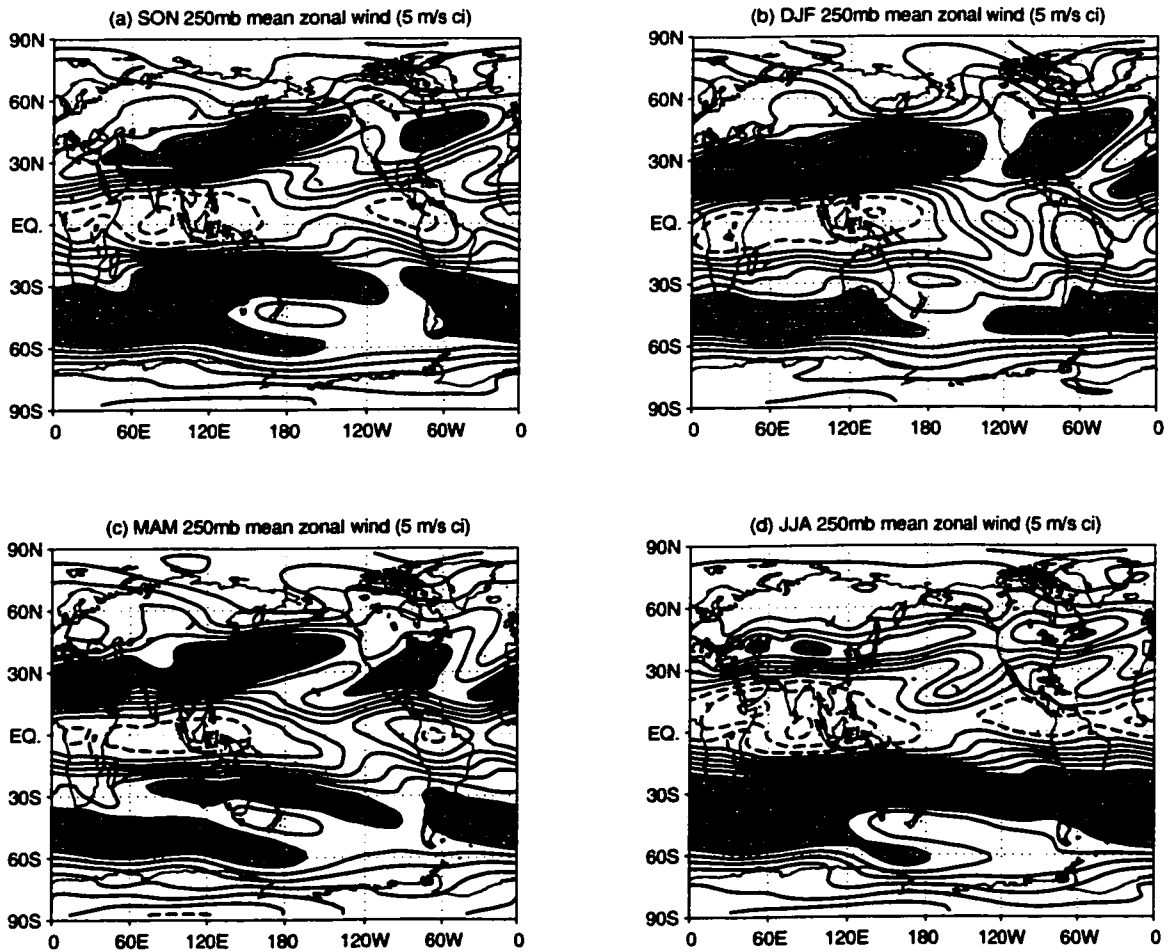 (a) SON 250mb mean zonal wind (5 m/s ci)
90N
60N
30N
EQ.
30S
60S
90S
0 60E 120E 180 120W 60W 0
(b) DJF 250mb mean zonal wind (5 m/s ci)
90N
60N
30N
EQ.
30S
60S
90S
0 60E 120E 180 120W 60W 0
(c) MAM 250mb mean zonal wind (5 m/s ci)
90N
60N
30N
EQ.
30S
60S
90S
0 60E 120E 180 120W 60W 0
(d) JJA 250mb mean zonal wind (5 m/s ci)
90N
60N
30N
EQ.
30S
60S
90S
0 60E 120E 180 120W 60W 0